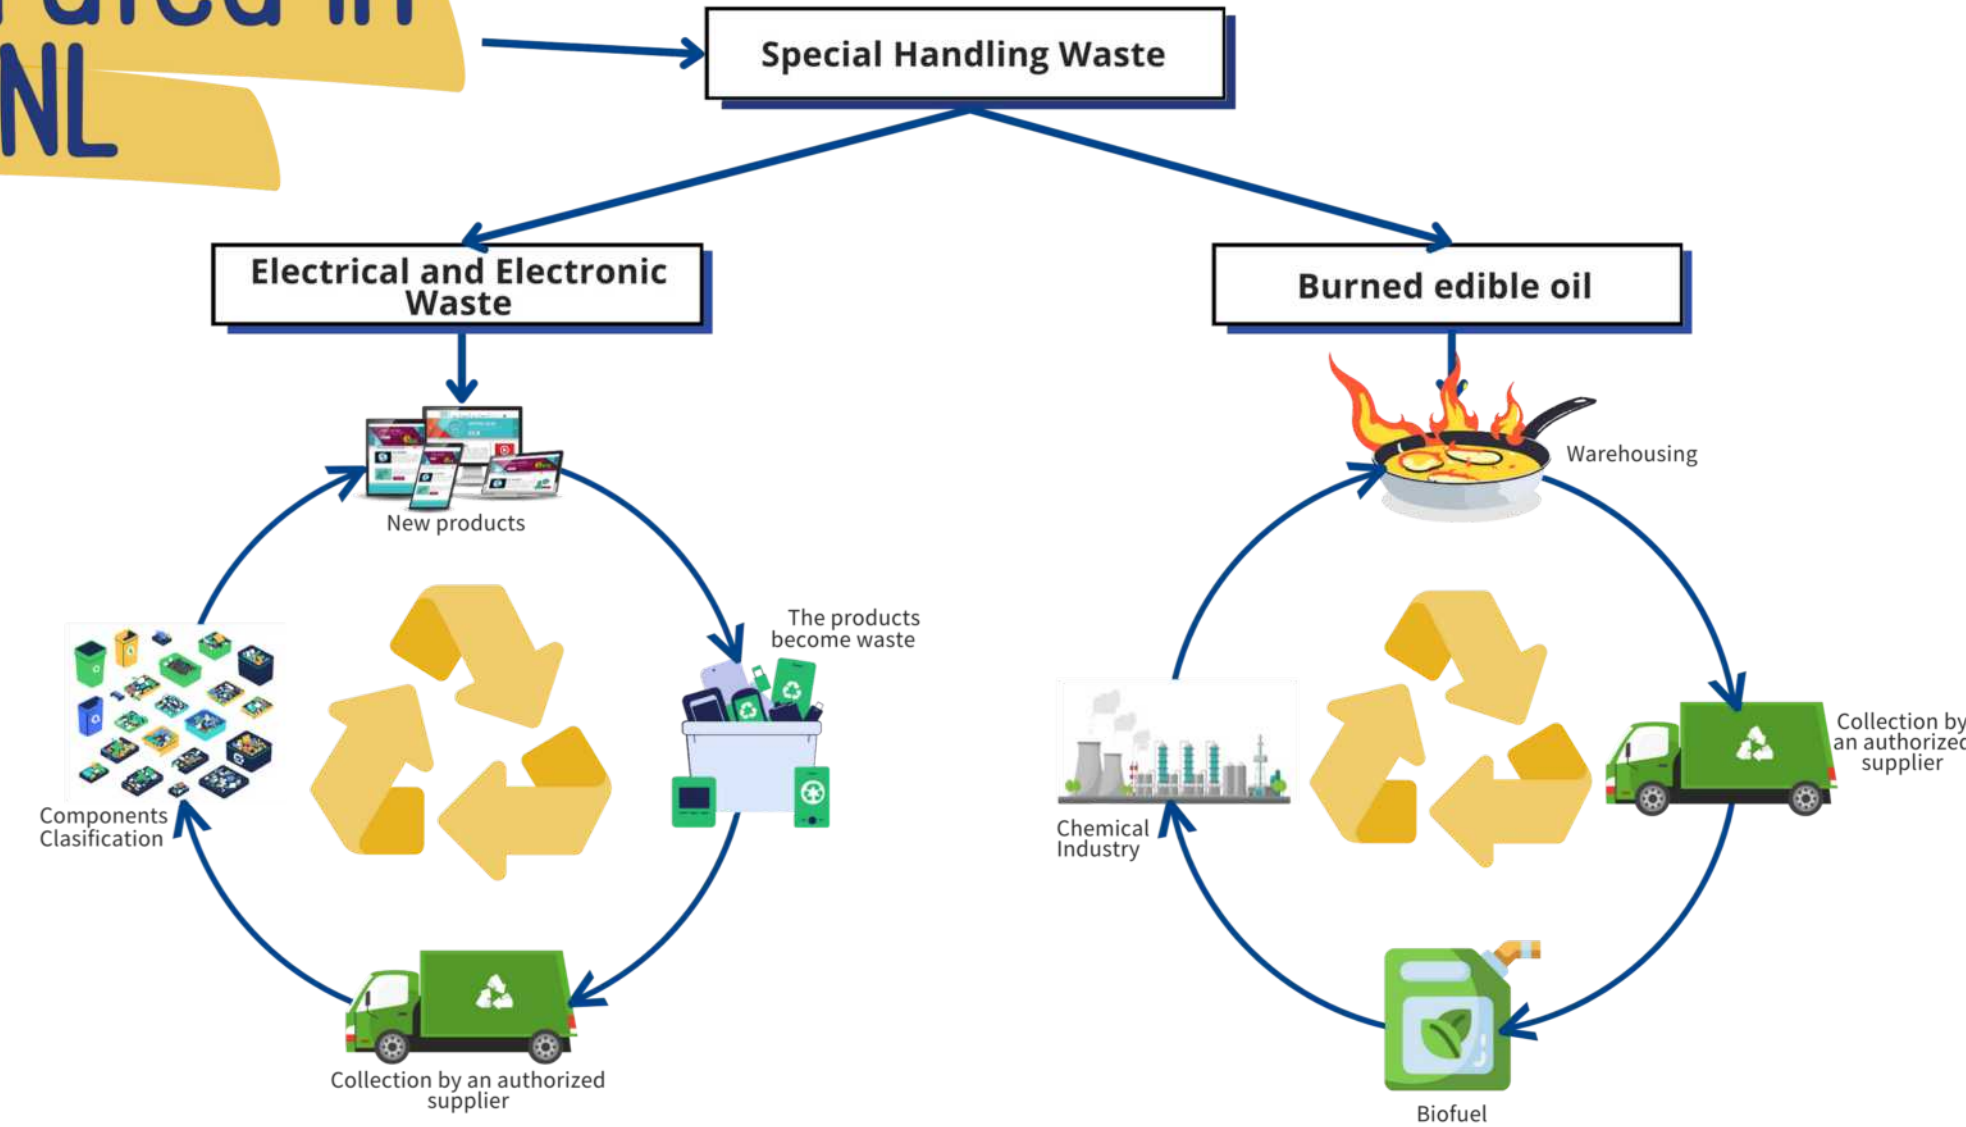 in
NL
Special Handling Waste
Electrical and Electronic
Waste
Burned edible oil
New products
The products
become waste
Collection by an authorized
supplier
Components
Clasification
Warehousing
Collection by
an authorized
supplier
Biofuel
Chemical
Industry